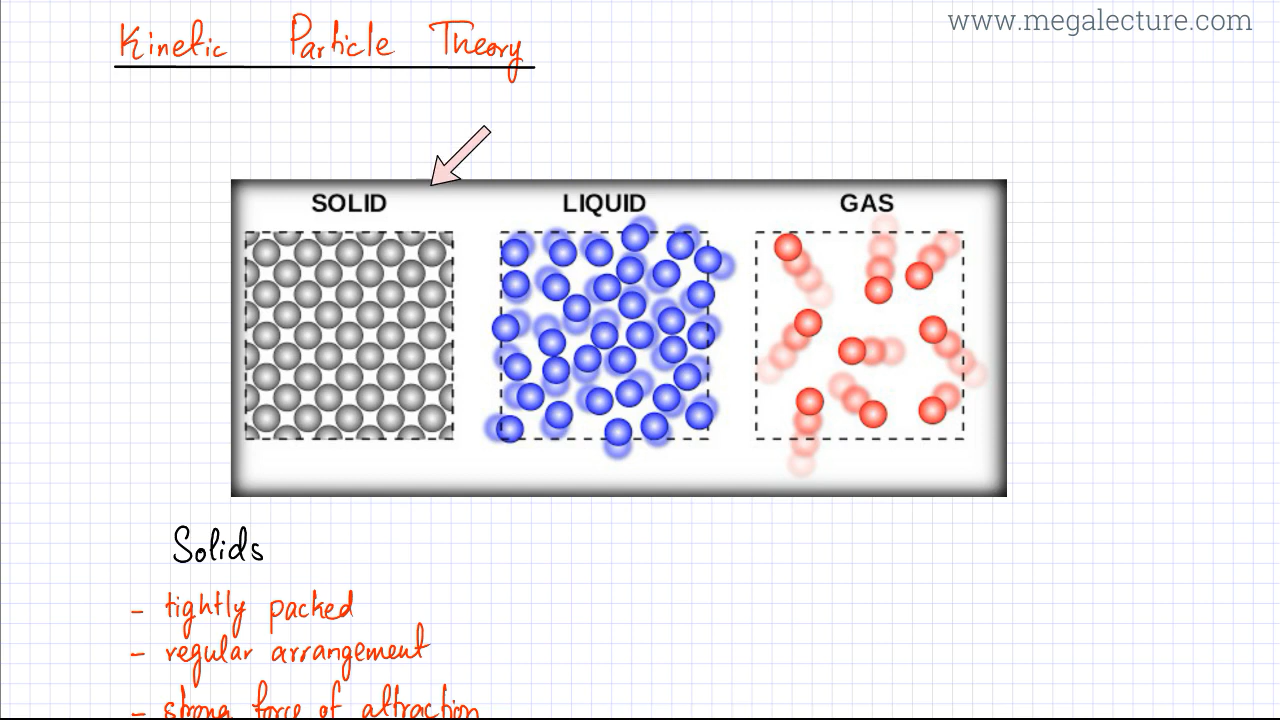 www.megalecture.com
Kinetic Particle Theory
SOLID LIQUID GAS
Solids
- tightly packed
- regular arrangement
- strong force of attraction